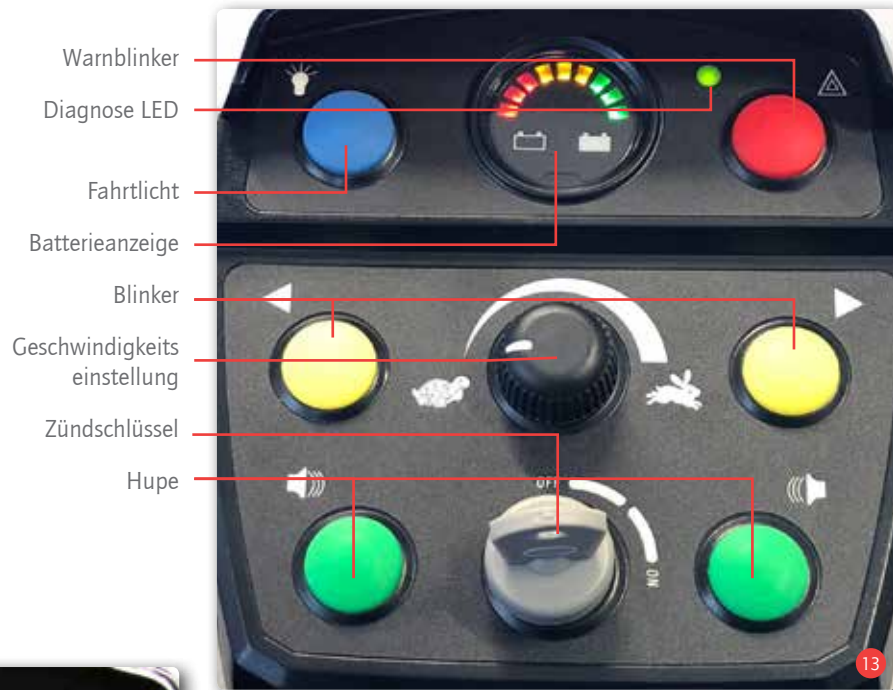 Warnblinker
Diagnose LED
Fahrtlicht
Batterieanzeige
Blinker
Geschwindigkeits
einstellung
Zündschlüssel
Hupe
OFF
ON
13